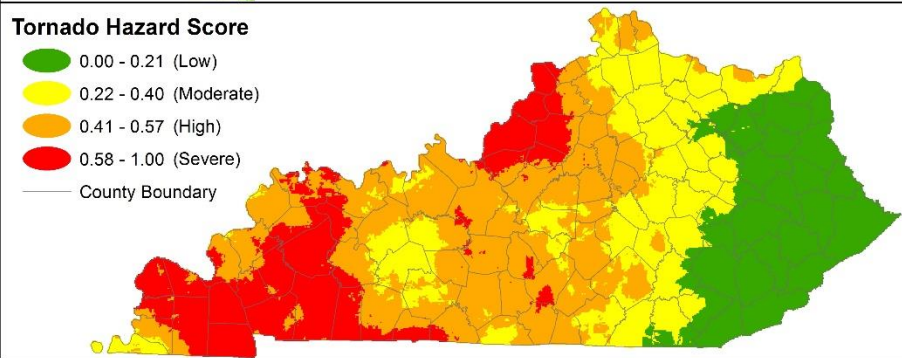 Tornado Hazard Score
0.00 - 0.21 (Low)
0.22 - 0.40 (Moderate)
0.41 - 0.57 (High)
0.58 - 1.00 (Severe)
County Boundary